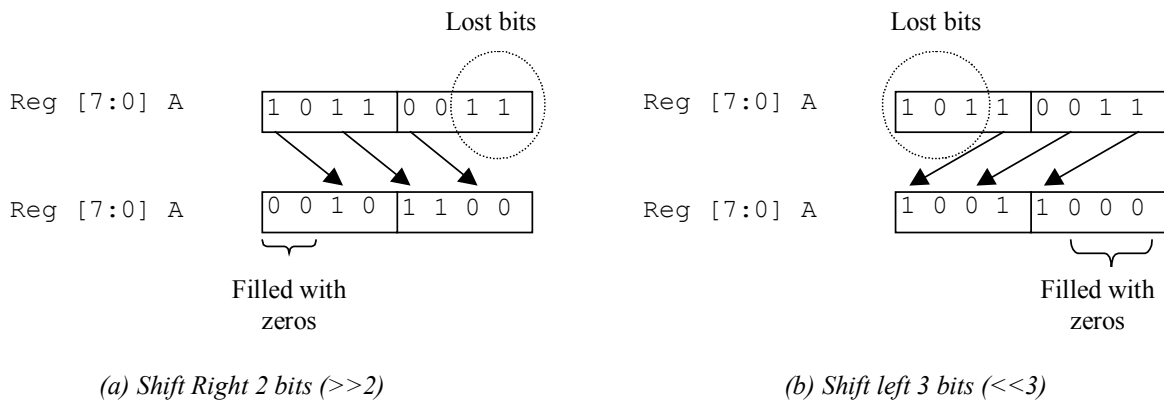 Lost bits
Reg [7:0] A 1 0 1 1 0 0 1 1
Reg [7:0] A 0 0 1 0 1 1 0 0
Filled with
zeros
(a) Shift Right 2 bits (>>2)
Lost bits
Reg [7:0] A 1 0 1 1 0 0 1 1
Reg [7:0] A 1 0 0 1 1 0 0 0
Filled with
zeros
(b) Shift left 3 bits (<<3)